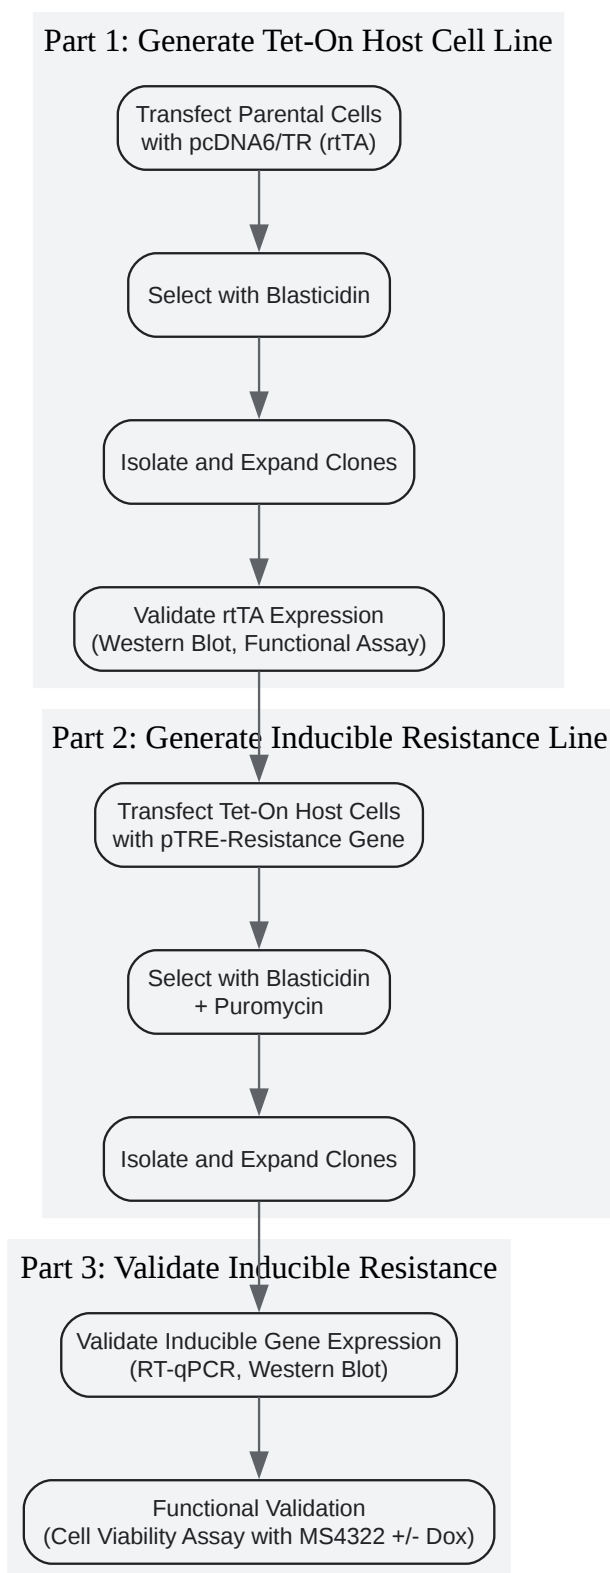 Part 1: Generate Tet-On Host Cell Line
Transfect Parental Cells
with pcDNA6/TR (rtTA)
Select with Blasticidin
Isolate and Expand Clones
Validate rtTA Expression
(Western Blot, Functional Assay)
Part 2: Generate Inducible Resistance Line
Transfect Tet-On Host Cells
with pTRE-Resistance Gene
Select with Blasticidin
+ Puromycin
Isolate and Expand Clones
Part 3: Validate Inducible Resistance
Validate Inducible Gene Expression
(RT-qPCR, Western Blot)
Functional Validation
(Cell Viability Assay with MS4322 +/- Dox)